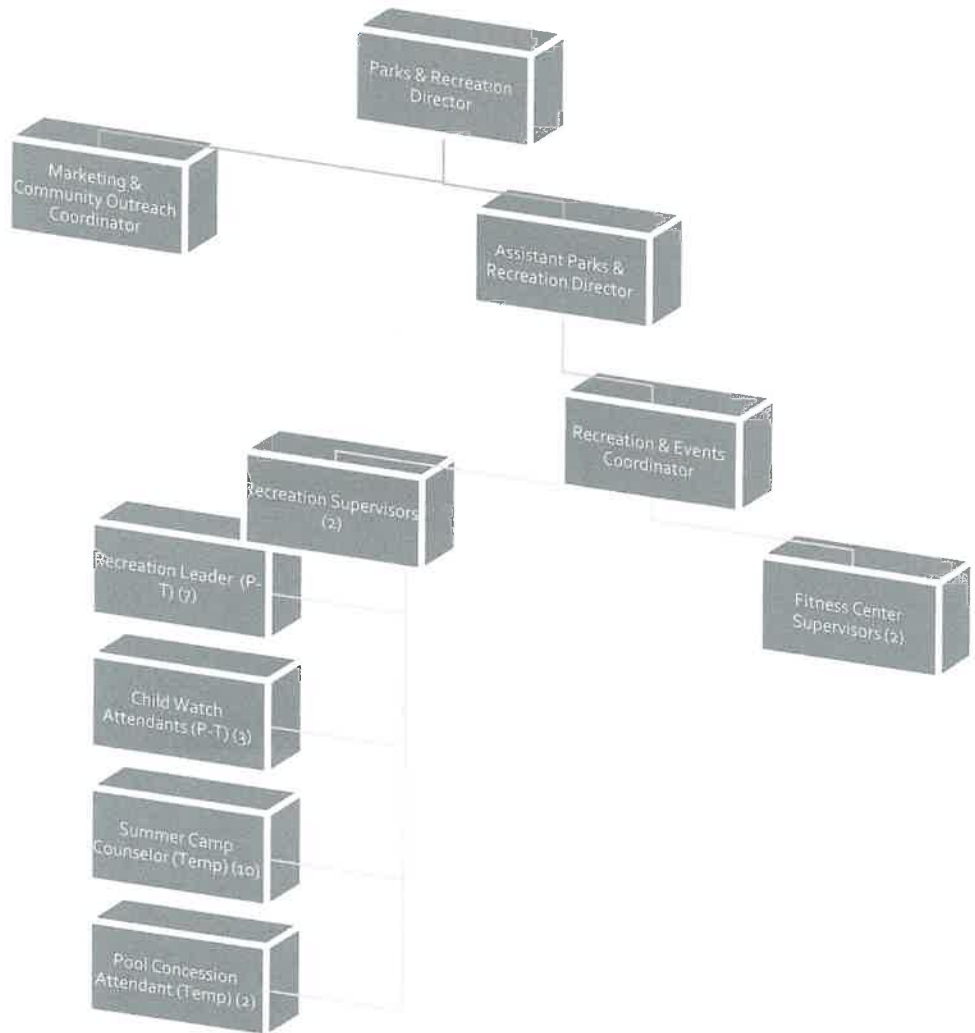 Parks & Recreation
Director
Marketing &
Community Outreach
Coordinator
Assistant Parks &
Recreation Director
Recreation & Events
Coordinator
Recreation Supervisors
(2)
Recreation Leader (P-
T) (7)
Fitness Center
Supervisors (2)
Child Watch
Attendants (P-T) (3)
Summer Camp
Counselor (Temp) (10)
Pool Concession
Attendant (Temp) (2)